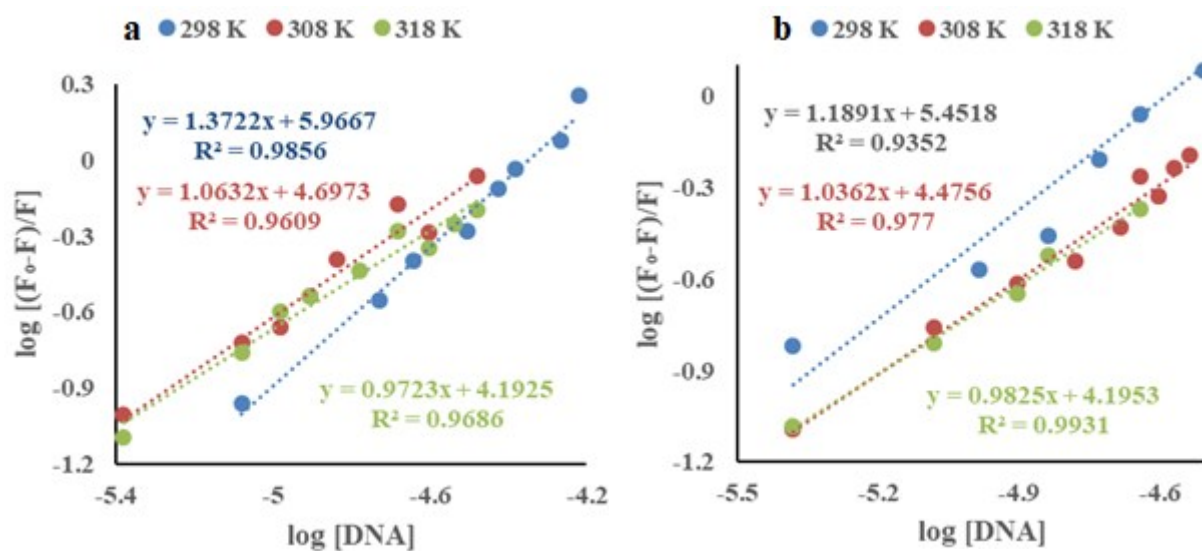 a 298 K 308 K 318 K
0.3
0
-0.3
-0.6
-0.9
-1.2
log [(F₀-F)/F]
y = 1.3722x + 5.9667
R² = 0.9856
y = 1.0632x + 4.6973
R² = 0.9609
y = 0.9723x + 4.1925
R² = 0.9686
-5.4 -5 -4.6 -4.2
log [DNA]
b 298 K 308 K 318 K
0
-0.3
-0.6
-0.9
-1.2
log [(F₀-F)/F]
y = 1.1891x + 5.4518
R² = 0.9352
y = 1.0362x + 4.4756
R² = 0.977
y = 0.9825x + 4.1953
R² = 0.9931
-5.5 -5.2 -4.9 -4.6
log [DNA]